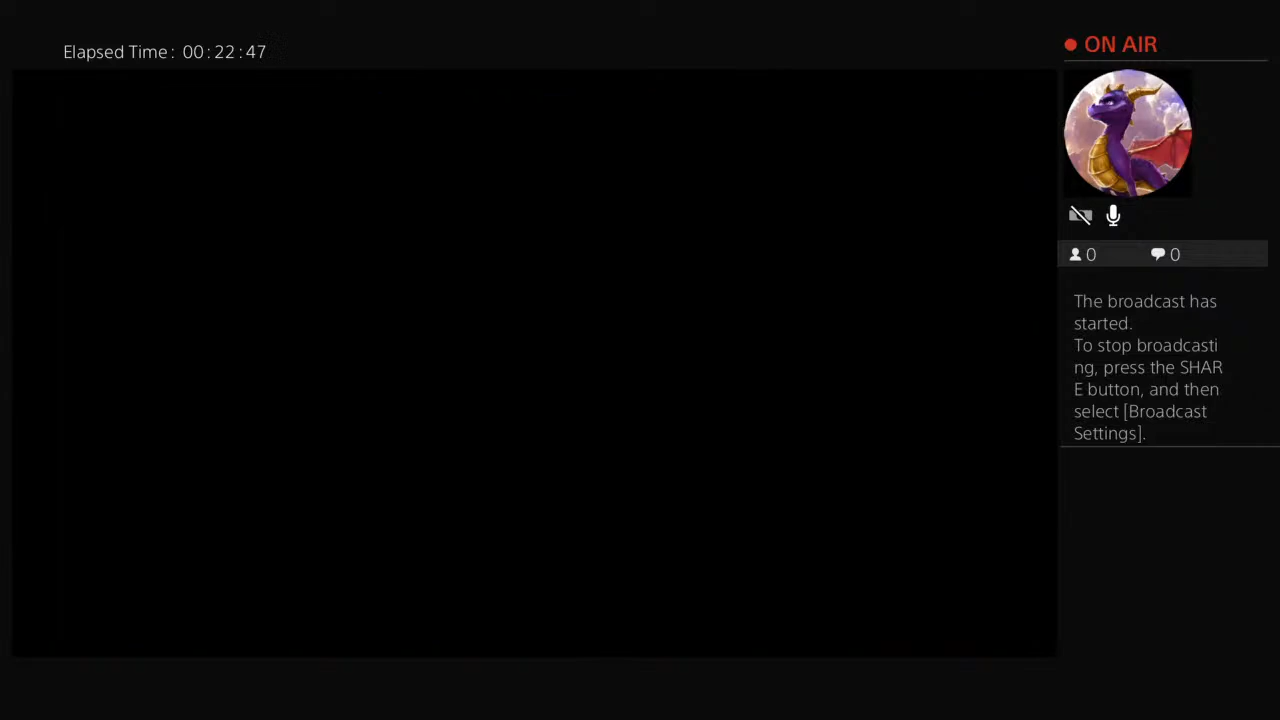 Elapsed Time: 00:22:47
ON AIR
0 0
The broadcast has
started.
To stop broadcasti
ng, press the SHAR
E button, and then
select [Broadcast
Settings].